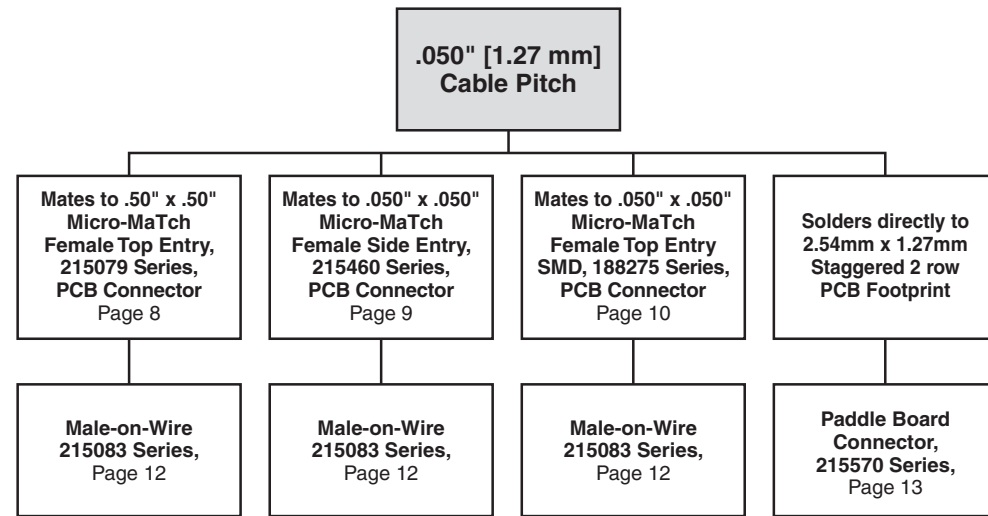 .050" [1.27 mm]
Cable Pitch
Mates to .50" x .50"
Micro-MaTch
Female Top Entry,
215079 Series,
PCB Connector
Page 8
Mates to .050" x .050"
Micro-MaTch
Female Side Entry,
215460 Series,
PCB Connector
Page 9
Mates to .050" x .050"
Micro-MaTch
Female Top Entry
SMD, 188275 Series,
PCB Connector
Page 10
Solders directly to
2.54mm x 1.27mm
Staggered 2 row
PCB Footprint
Male-on-Wire
215083 Series,
Page 12
Male-on-Wire
215083 Series,
Page 12
Male-on-Wire
215083 Series,
Page 12
Paddle Board
Connector,
215570 Series,
Page 13